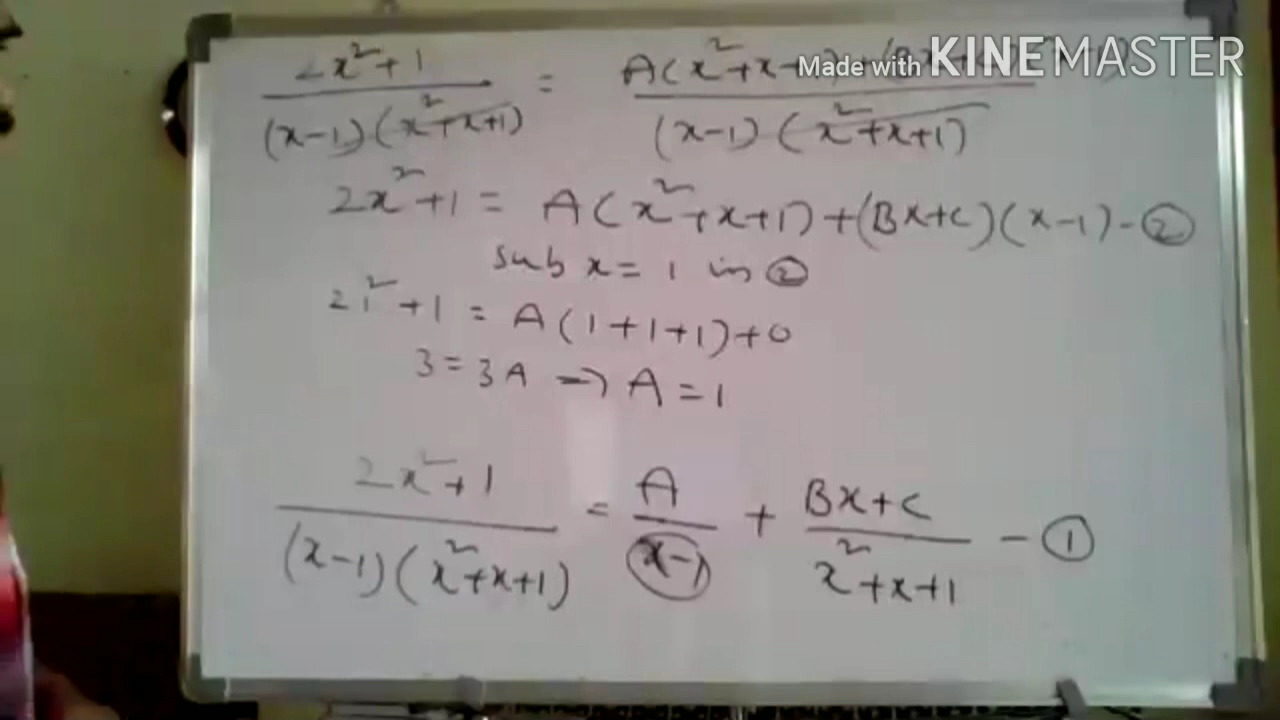 2x²+1 / (x-1)(x²+x+1) = A(x²+x+ / (x-1)(x²+x+1)
Made with KINEMASTER
2x²+1 = A(x²+x+1)+(Bx+c)(x-1)-②
sub x = 1 in ②
21²+1 = A(1+1+1)+0
3=3A → A=1
2x²+1 / (x-1)(x²+x+1) = A / x-1 + Bx+c / x²+x+1 - ①